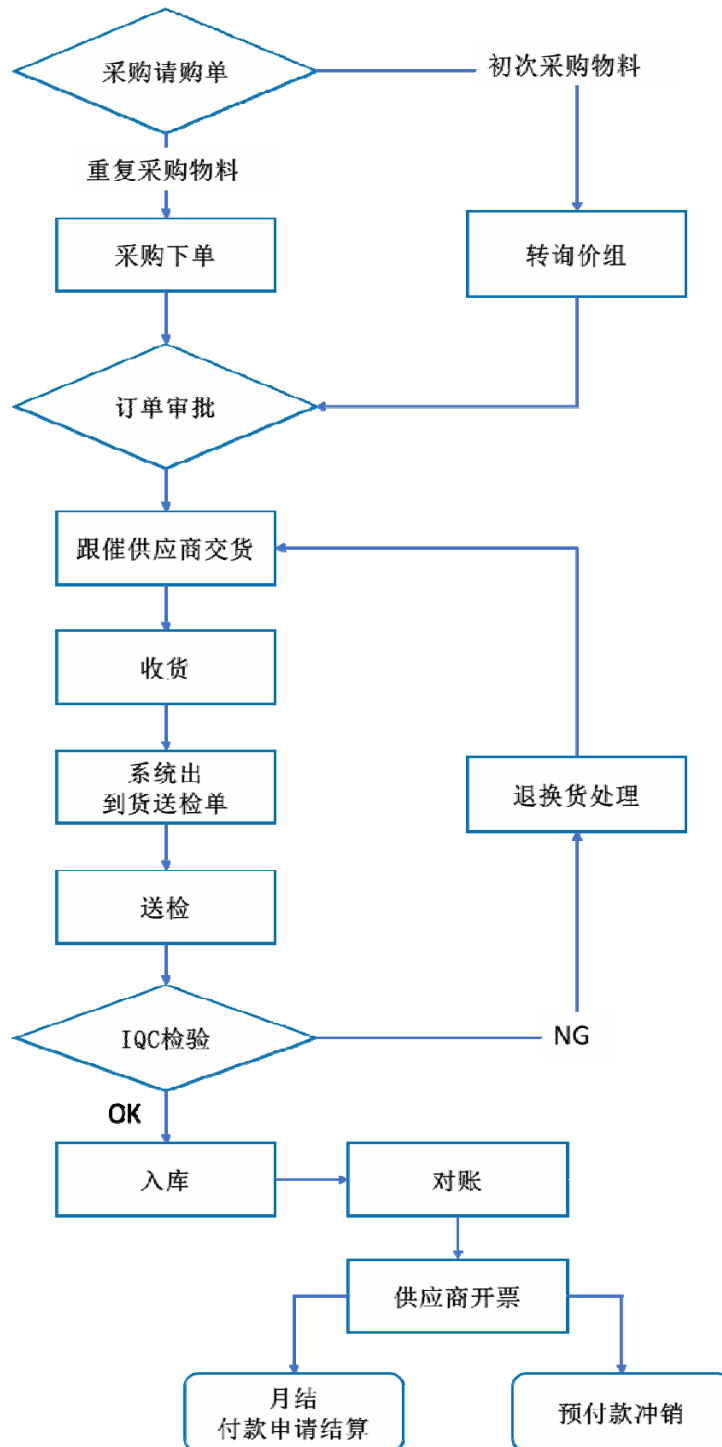 采购请购单
初次采购物料
重复采购物料
采购下单
转询价组
订单审批
跟催供应商交货
收货
系统出
到货送检单
退换货处理
送检
IQC检验
NG
OK
入库
对账
供应商开票
月结
付款申请结算
预付款冲销